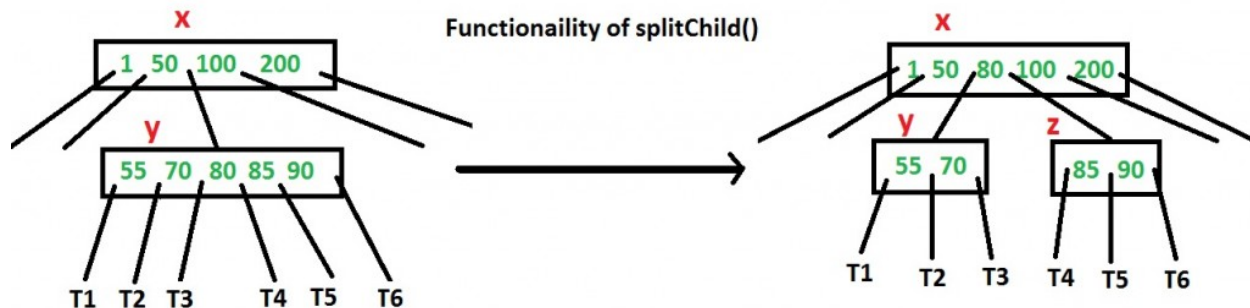 x
Functionaility of splitChild()
x
1 50 100 200
1 50 80 100 200
y
y
z
55 70 80 85 90
55 70
85 90
T1 T2 T3 T4 T5 T6
T1 T2 T3 T4 T5 T6